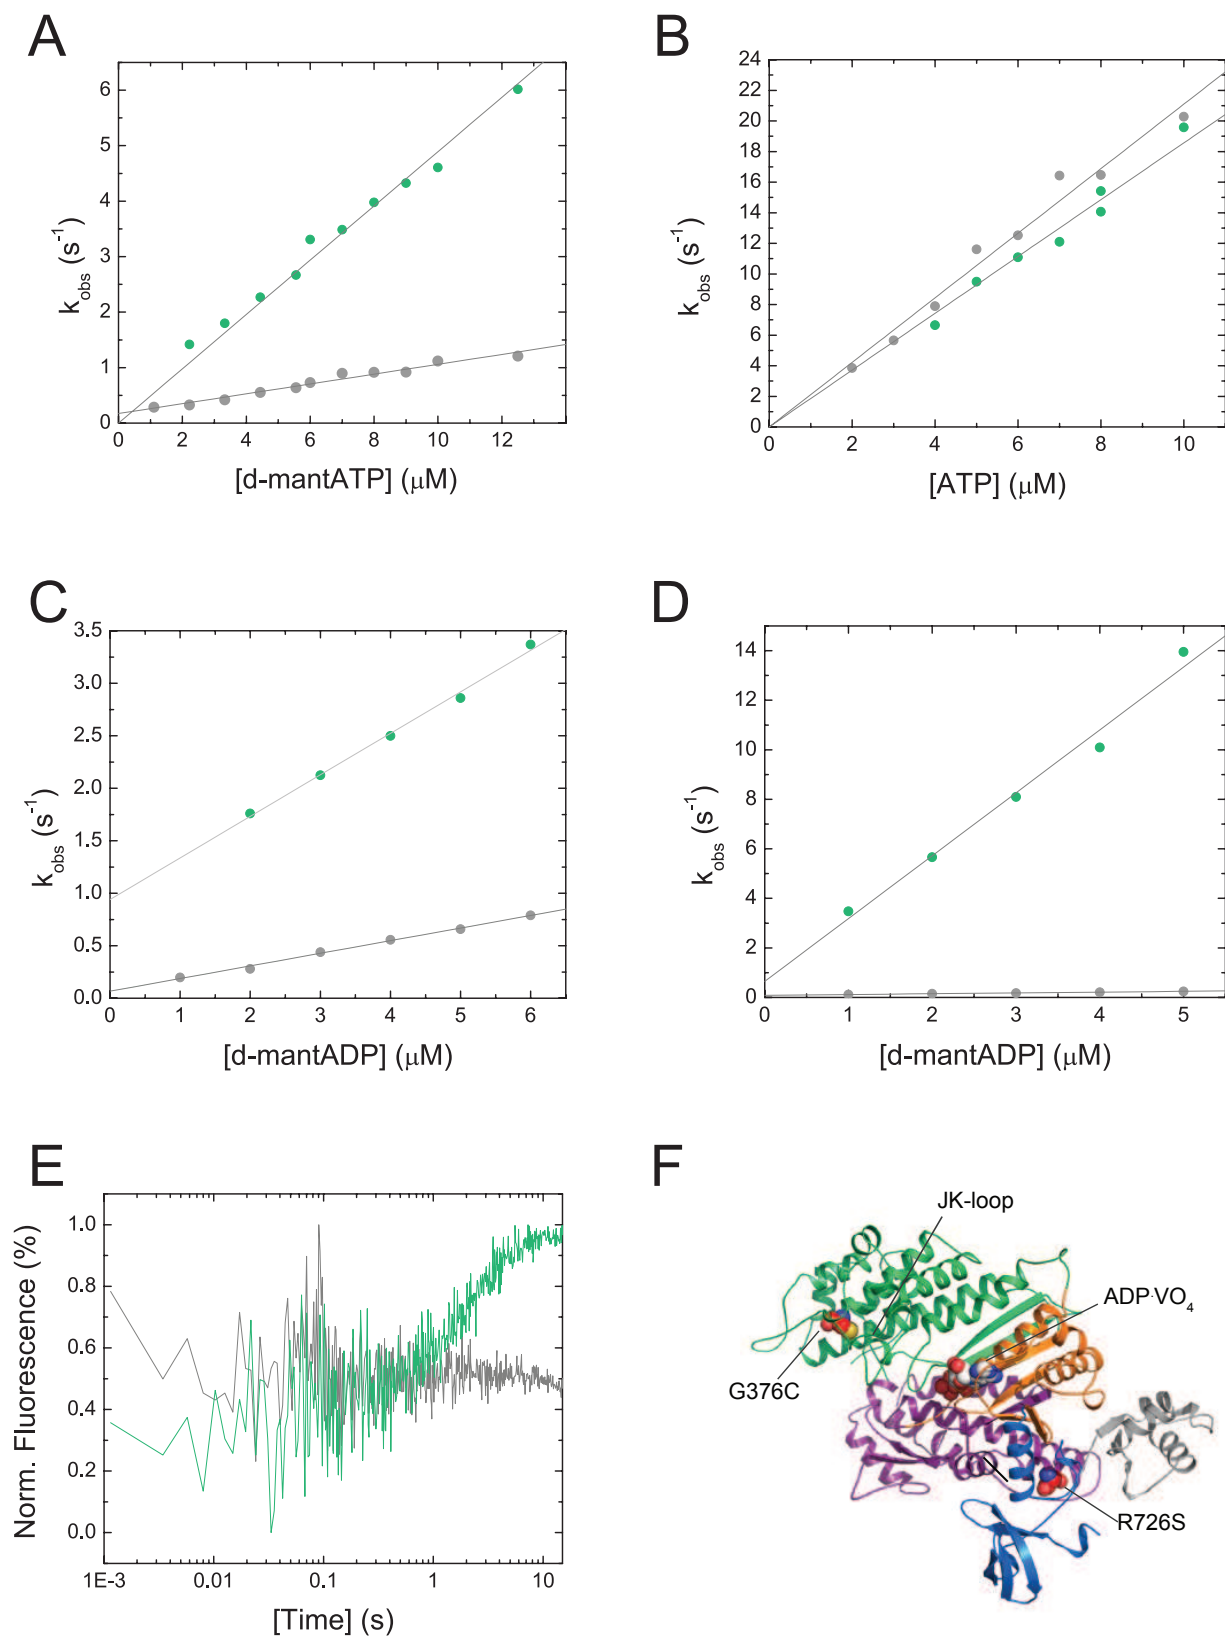 A
6
5
4
3
2
1
0
k_obs (s^-1)
0 2 4 6 8 10 12
[d-mantATP] (μM)
B
24
22
20
18
16
14
12
10
8
6
4
2
0
k_obs (s^-1)
0 2 4 6 8 10
[ATP] (μM)
C
3.5
3.0
2.5
2.0
1.5
1.0
0.5
0.0
k_obs (s^-1)
0 1 2 3 4 5 6
[d-mantADP] (μM)
D
14
12
10
8
6
4
2
0
k_obs (s^-1)
0 1 2 3 4 5
[d-mantADP] (μM)
E
1.0
0.8
0.6
0.4
0.2
0.0
Norm. Fluorescence (%)
1E-3 0.01 0.1 1 10
[Time] (s)
F
JK-loop
ADP·VO_4
G376C
R726S